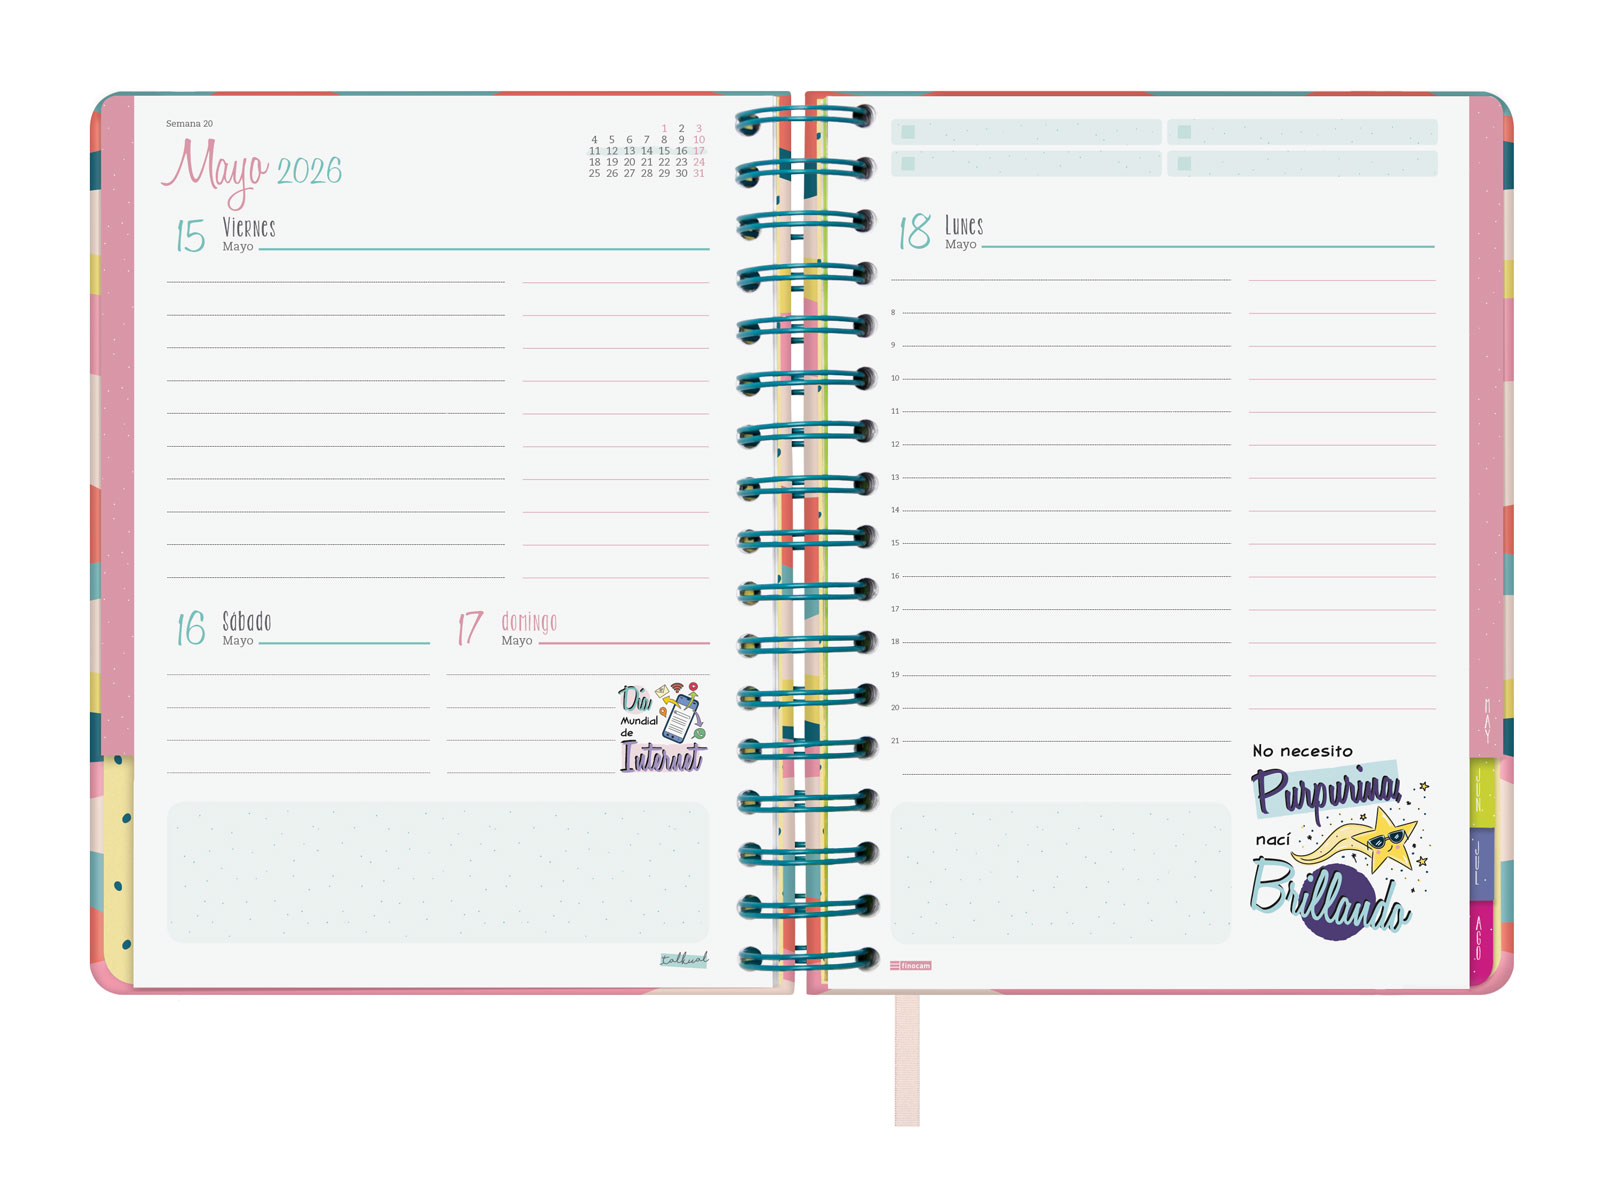 Semana 20
Mayo 2026
1 2 3
4 5 6 7 8 9 10
11 12 13 14 15 16 17
18 19 20 21 22 23 24
25 26 27 28 29 30 31
15 Viernes
Mayo
16 Sábado
Mayo
17 domingo
Mayo
Día
Mundial
de
Internet
talkual
18 Lunes
Mayo
8
9
10
11
12
13
14
15
16
17
18
19
20
21
No necesito
Purpurina,
nací
Brillando
finocam
MAY
JUN
JUL
AGO